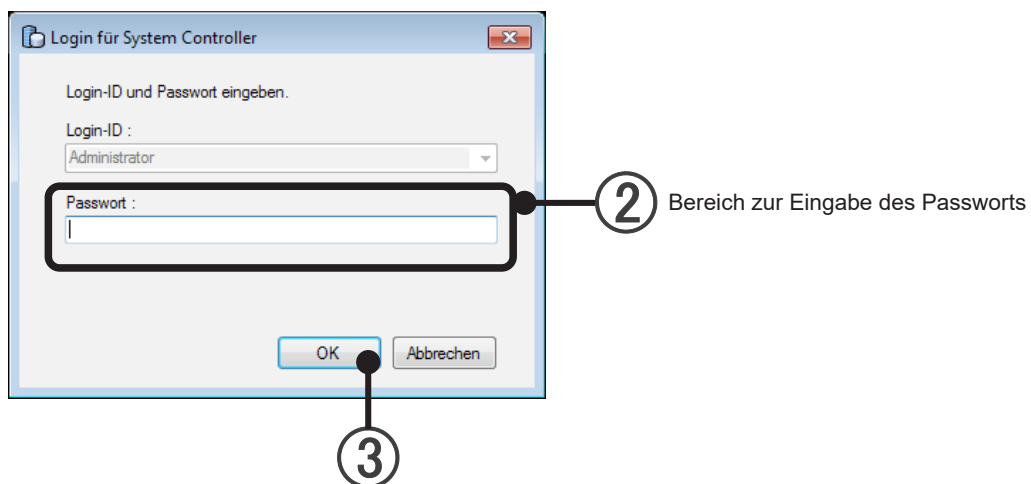 Login für System Controller
Login-ID und Passwort eingeben.
Login-ID :
Administrator
Passwort :
② Bereich zur Eingabe des Passworts
OK
Abbrechen
③